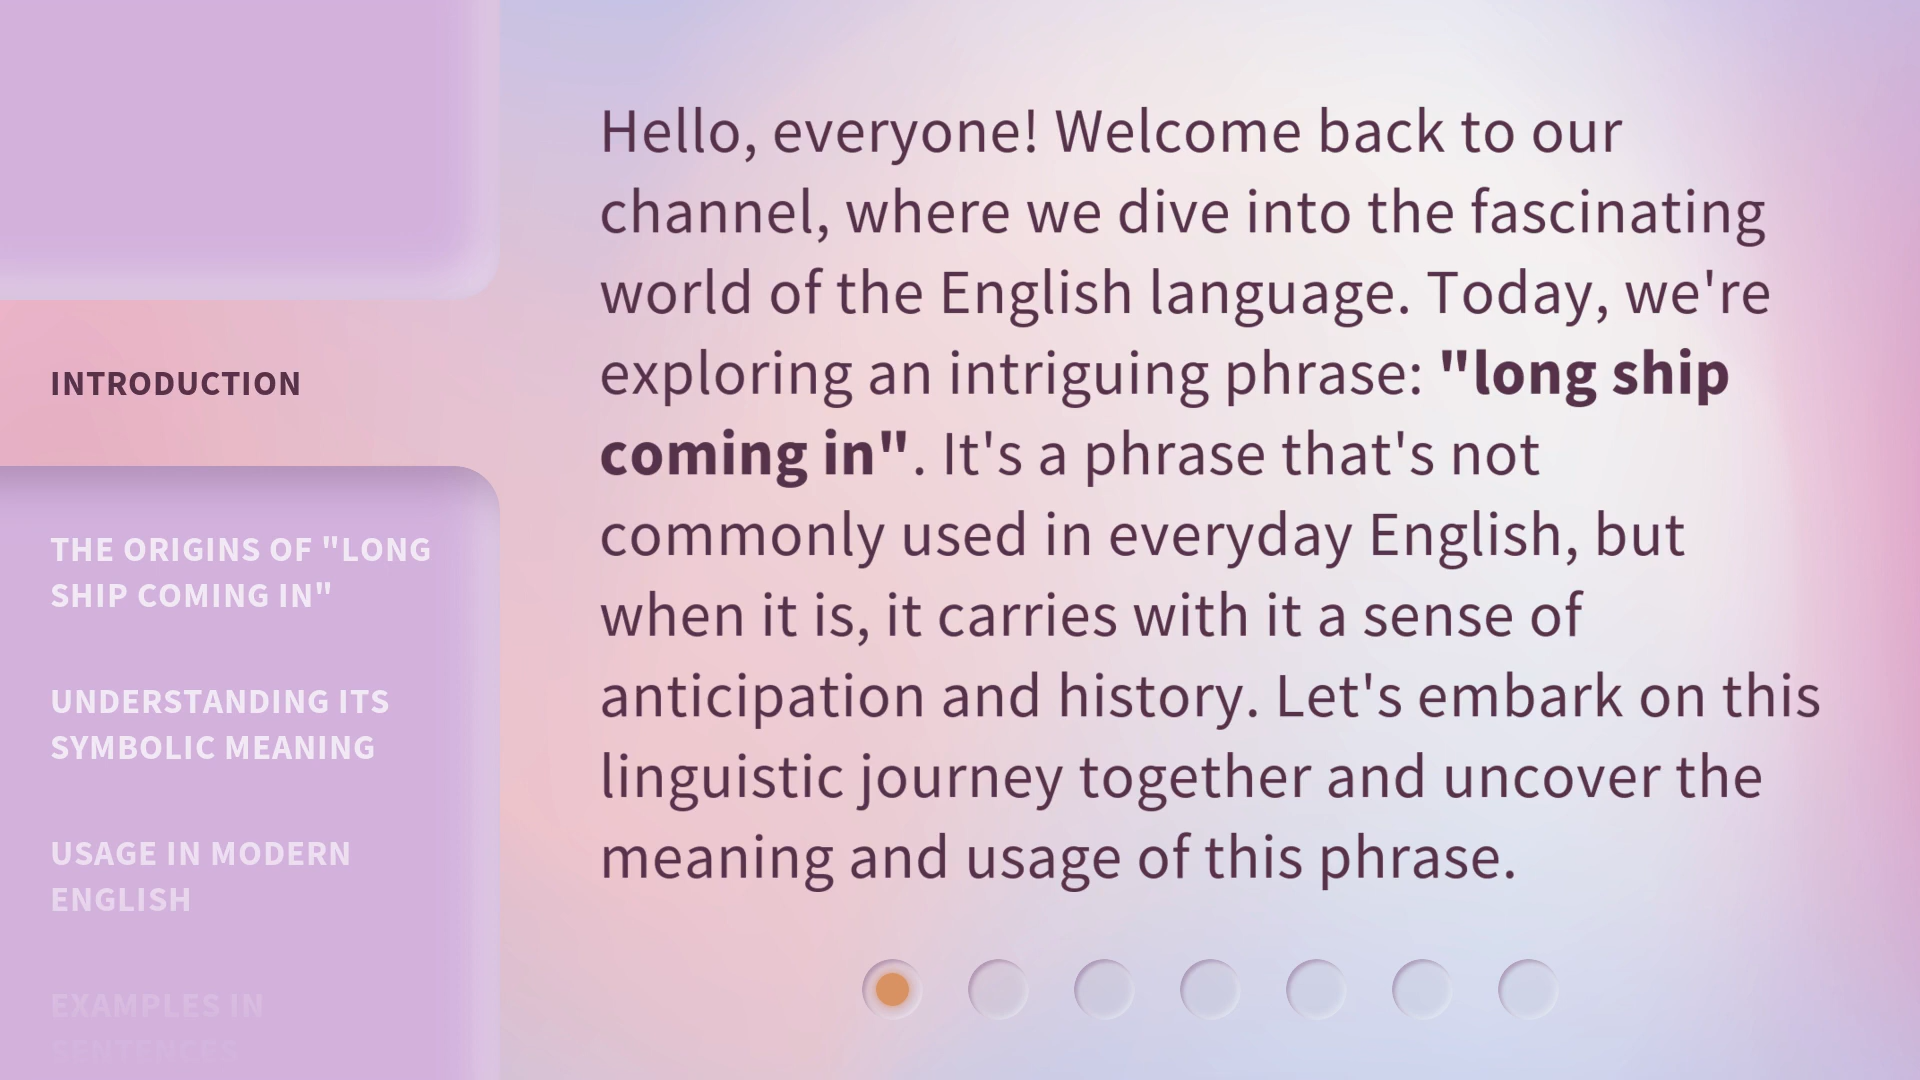 INTRODUCTION
THE ORIGINS OF "LONG
SHIP COMING IN"
UNDERSTANDING ITS
SYMBOLIC MEANING
USAGE IN MODERN
ENGLISH
EXAMPLES IN
SENTENCES
Hello, everyone! Welcome back to our
channel, where we dive into the fascinating
world of the English language. Today, we're
exploring an intriguing phrase: "long ship
coming in". It's a phrase that's not
commonly used in everyday English, but
when it is, it carries with it a sense of
anticipation and history. Let's embark on this
linguistic journey together and uncover the
meaning and usage of this phrase.